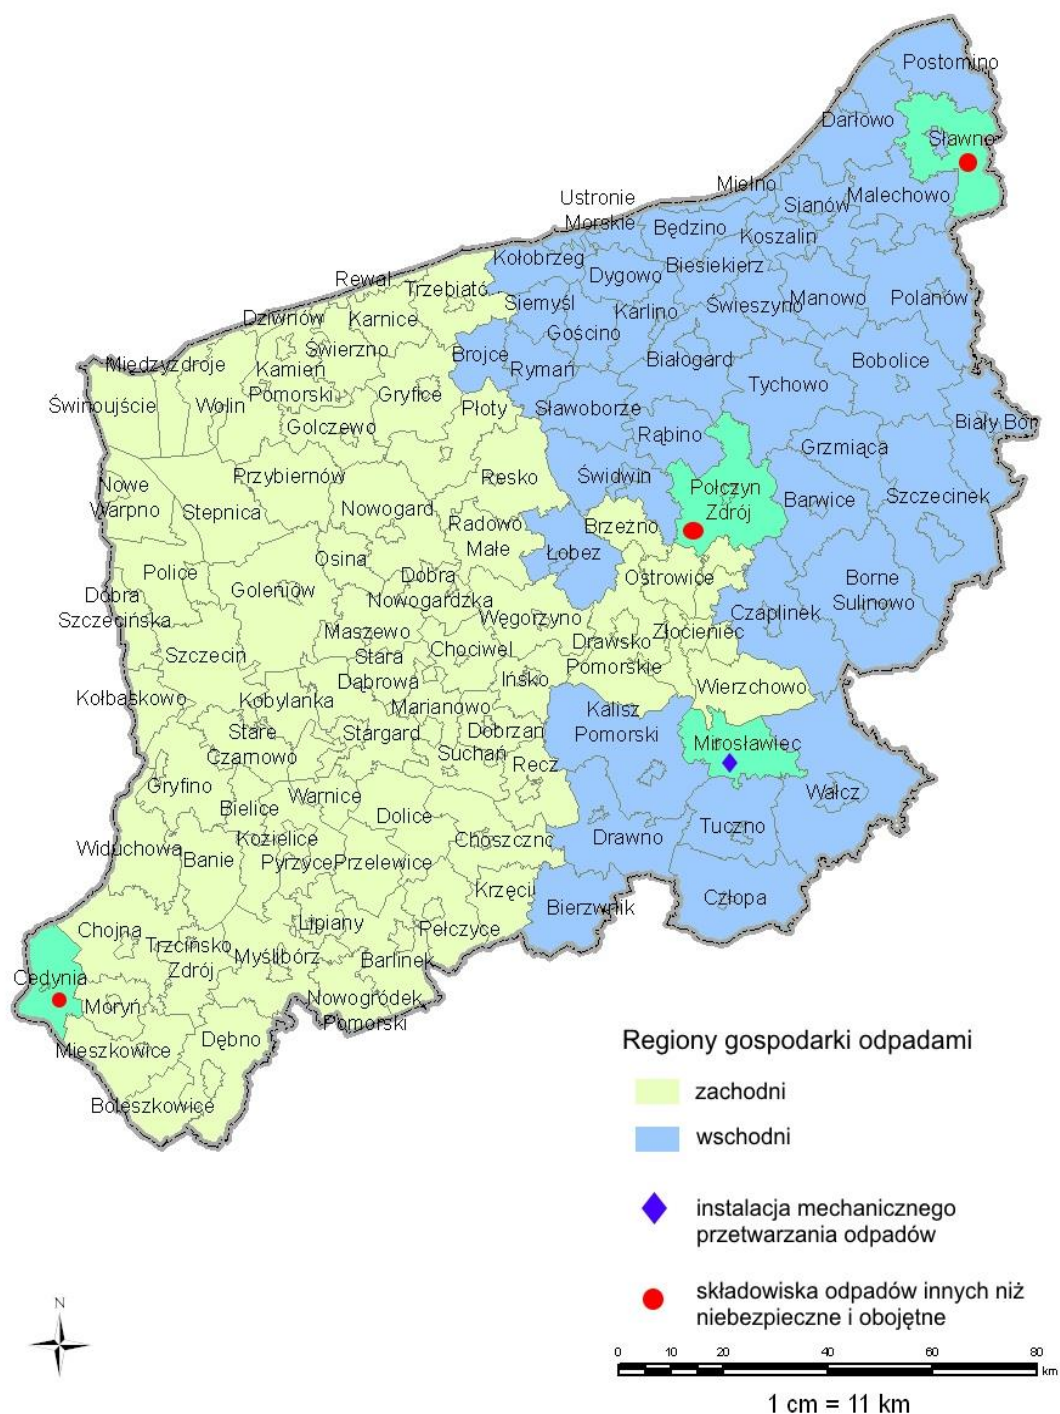 Postomino
Darłowo
Sławno
Mielno
Malechowo
Ustronie
Morskie
Sianów
Będzino
Koszalin
Kołobrzeg
Dygowo
Biesiekierz
Rewal
Trzebiató
Siemyśl
Karlino
Świeszyno
Manowo
Polanów
Dziwnów
Karnice
Gościno
Świerzno
Brojce
Rymań
Białogard
Bobolice
Międzyzdroje
Kamień
Pomorski
Gryfice
Tychowo
Świnoujście
Wolin
Płoty
Sławoborze
Biały Bór
Golczewo
Rąbino
Grzmiąca
Przybiernów
Resko
Świdwin
Połczyn
Zdrój
Barwice
Szczecinek
Nowe
Warpno
Stepnica
Nowogard
Radowo
Małe
Brzeżno
Łobez
Osina
Police
Goleniów
Dobra
Nowogardzka
Ostrowice
Borne
Sulinowo
Dobra
Szczecińska
Węgorzyno
Czaplinek
Maszewo
Chociwel
Drawsko
Pomorskie
Złocieniec
Szczecin
Stara
Dąbrowa
Ińsko
Wierzchowo
Kołbaskowo
Kobylanka
Marianowo
Kalisz
Pomorski
Stare
Czarnowo
Stargard
Dobrzan
Suchań
Recz
Mirosławiec
Gryfino
Bielice
Warnice
Dolice
Wałcz
Widuchowa
Banie
Kozielice
Pyrzyce
Przelewice
Choszczno
Drawno
Tuczno
Krzęcii
Bierzwnik
Człopa
Chojna
Trzcińsko
Zdrój
Lipiany
Pełczyce
Myślibórz
Barlinek
Cedynia
Moryń
Nowogródek
Pomorski
Mieszkowice
Dębno
Boleszkowice
Regiony gospodarki odpadami
zachodni
wschodni
instalacja mechanicznego
przetwarzania odpadów
składowiska odpadów innych niż
niebezpieczne i obojętne
N
0 10 20 40 60 80
km
1 cm = 11 km